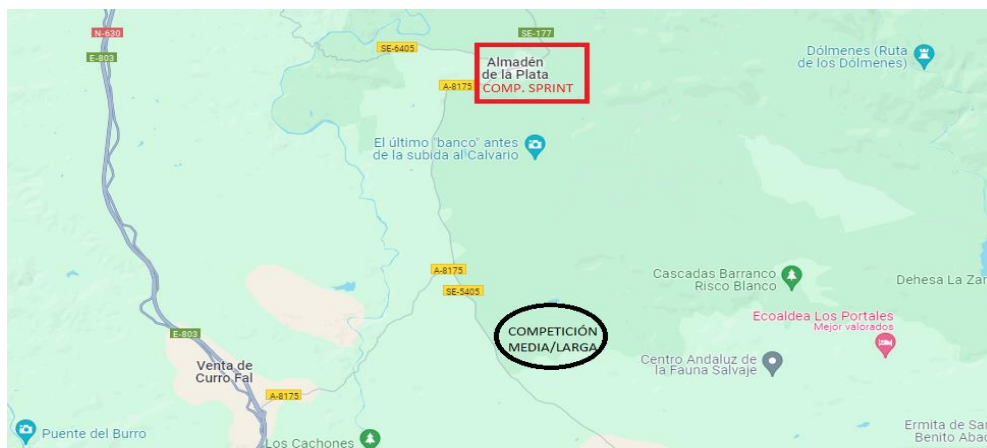 N-630
SE-177
SE-6405
E-803
Almadén
de la Plata
COMP. SPRINT
Dólmenes (Ruta
de los Dólmenes)
A-8175
El último "banco" antes
de la subida al Calvario
A-8175
SE-5405
Cascadas Barranco
Risco Blanco
Dehesa La Zar
COMPETICIÓN
MEDIA/LARGA
Ecoaldea Los Portales
Mejor valorados
E-803
Venta de
Curro Fal
Centro Andaluz de
la Fauna Salvaje
A-8175
Puente del Burro
Los Cachones
Ermita de San
Benito Abad